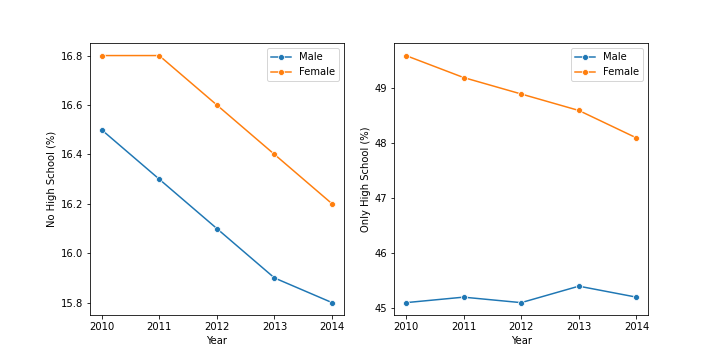 No High School (%)
16.8
16.6
16.4
16.2
16.0
15.8
2010 2011 2012 2013 2014
Year
Male
Female
Only High School (%)
49
48
47
46
45
2010 2011 2012 2013 2014
Year
Male
Female